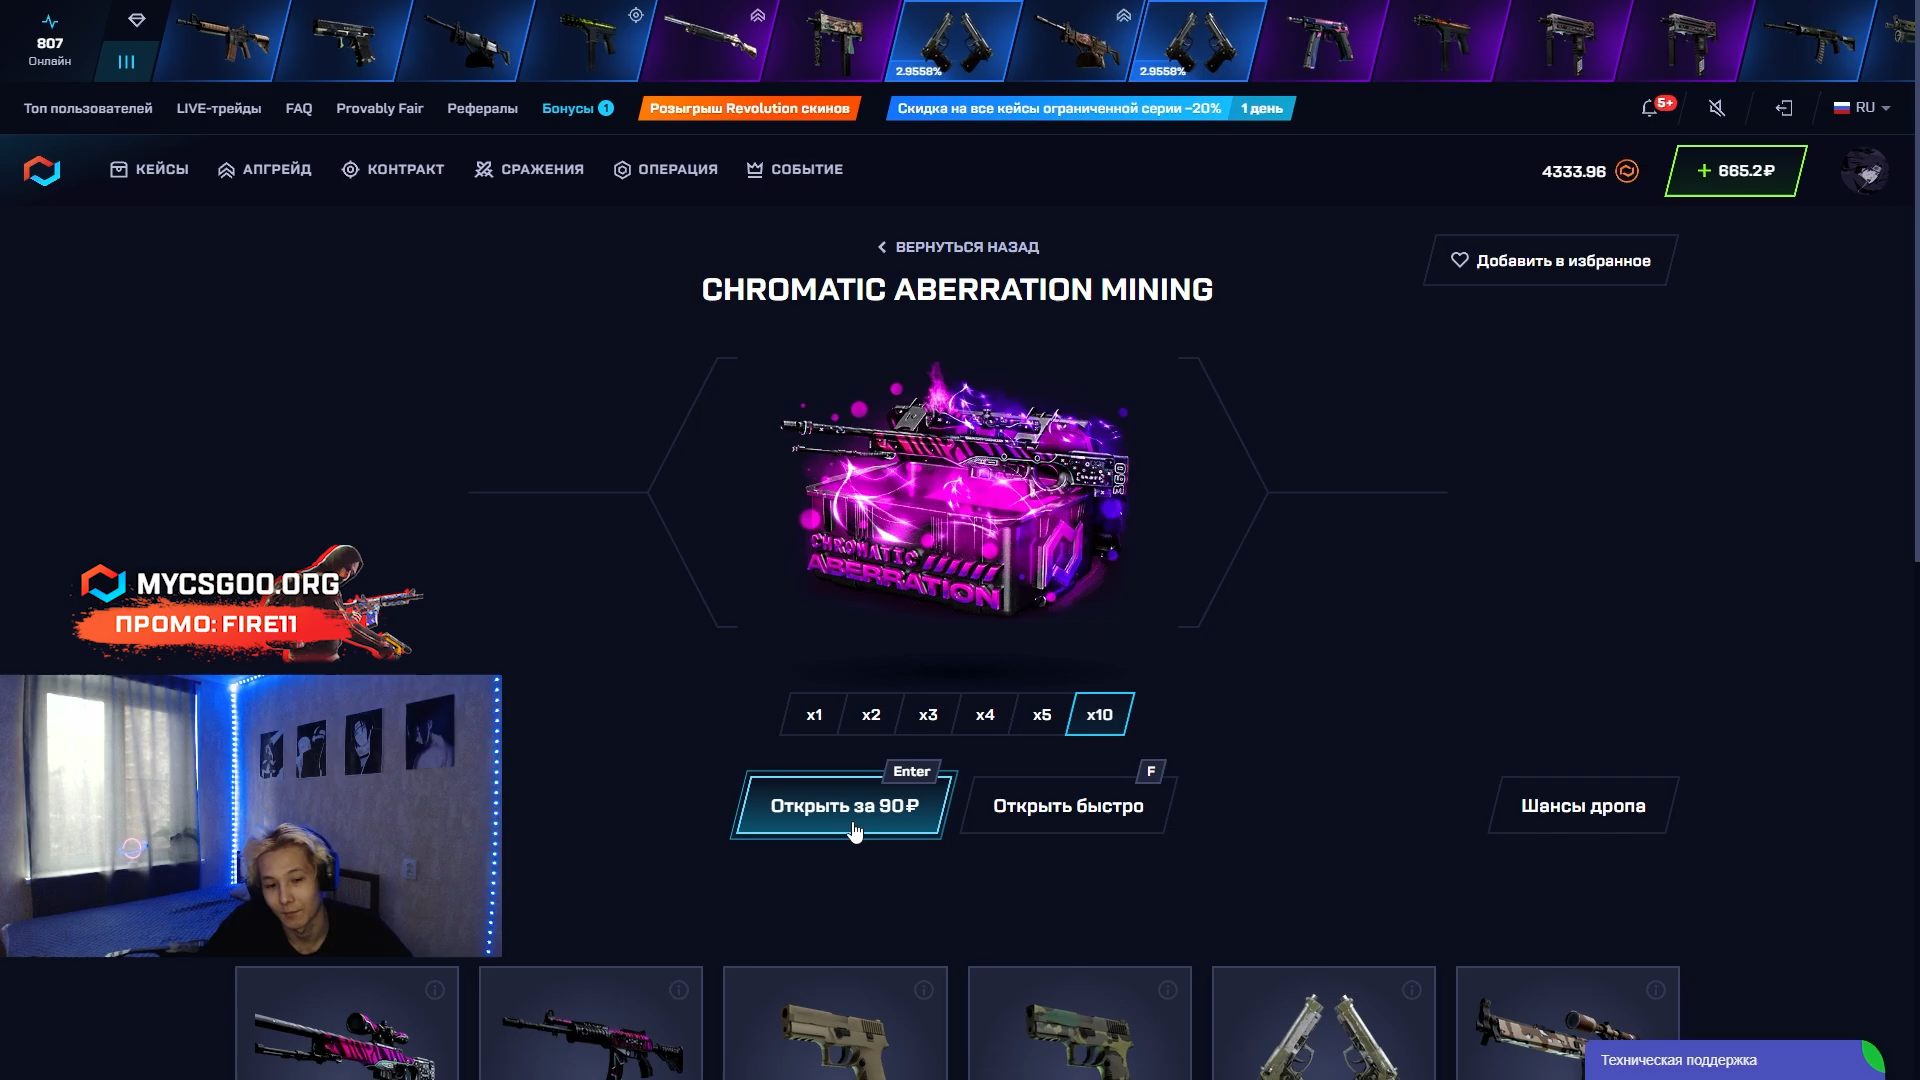 807
Онлайн
2.9558%
2.9558%
Топ пользователей
LIVE-трейды
FAQ
Provably Fair
Рефералы
Бонусы 1
Розыгрыш Revolution скинов
Скидка на все кейсы ограниченной серии –20%
1 день
5+
RU
КЕЙСЫ
АПГРЕЙД
КОНТРАКТ
СРАЖЕНИЯ
ОПЕРАЦИЯ
СОБЫТИЕ
4333.96
+ 665.2₽
ВЕРНУТЬСЯ НАЗАД
Добавить в избранное
CHROMATIC ABERRATION MINING
CHROMATIC
ABERRATION
MYCSGOO.ORG
ПРОМО: FIRE11
x1
x2
x3
x4
x5
x10
Enter
F
Открыть за 90₽
Открыть быстро
Шансы дропа
Техническая поддержка